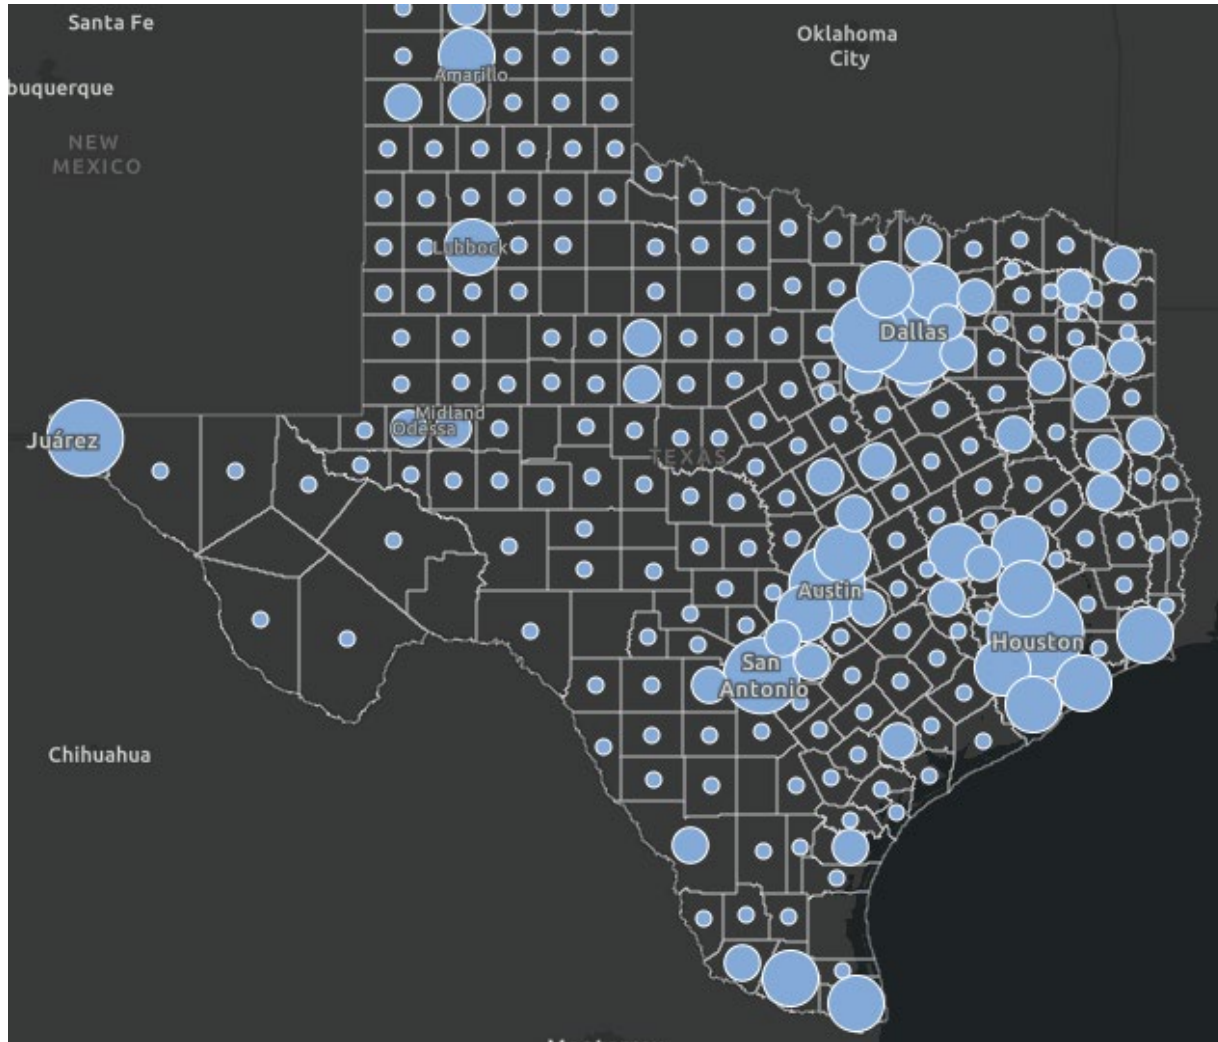 Santa Fe
Oklahoma
City
Amarillo
buquerque
NEW
MEXICO
Lubbock
Dallas
Midland
Odessa
Juárez
TEXAS
Austin
Houston
San
Antonio
Chihuahua